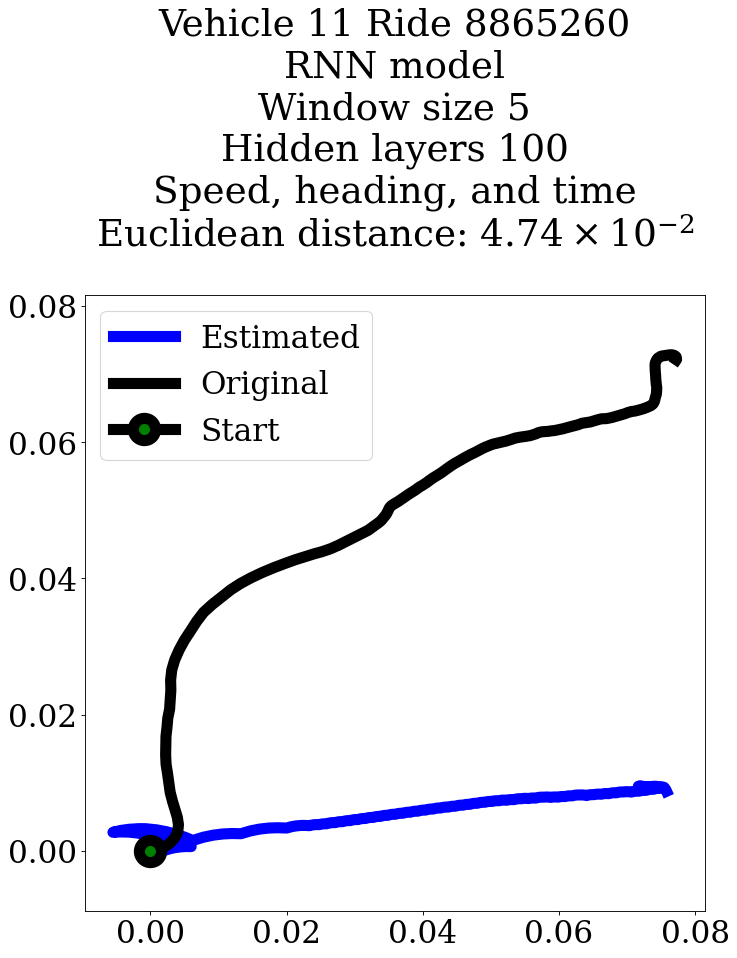 Vehicle 11 Ride 8865260
RNN model
Window size 5
Hidden layers 100
Speed, heading, and time
Euclidean distance: 4.74 × 10⁻²
0.08
Estimated
Original
Start
0.06
0.04
0.02
0.00
0.00 0.02 0.04 0.06 0.08